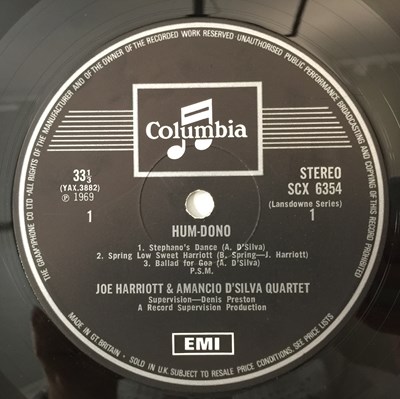 THE GRAMOPHONE CO LTD·ALL RIGHTS OF THE MANUFACTURER AND OF THE OWNER OF THE RECORDED WORK RESERVED·UNAUTHORISED PUBLIC PERFORMANCE BROADCASTING AND COPYING OF THIS RECORD PROHIBITED
Columbia
33⅓
(YAX.3882)
℗ 1969
1
STEREO
SCX 6354
(Lansdowne Series)
1
HUM-DONO
1. Stephano's Dance (A. D'Silva)
2. Spring Low Sweet Harriott (B. Spring—J. Harriott)
3. Ballad for Goa (A. D'Silva)
P.S.M.
JOE HARRIOTT & AMANCIO D'SILVA QUARTET
Supervision—Denis Preston
A Record Supervision Production
EMI
MADE IN GT. BRITAIN · SOLD IN U.K. SUBJECT TO RESALE PRICE CONDITIONS, SEE PRICE LISTS